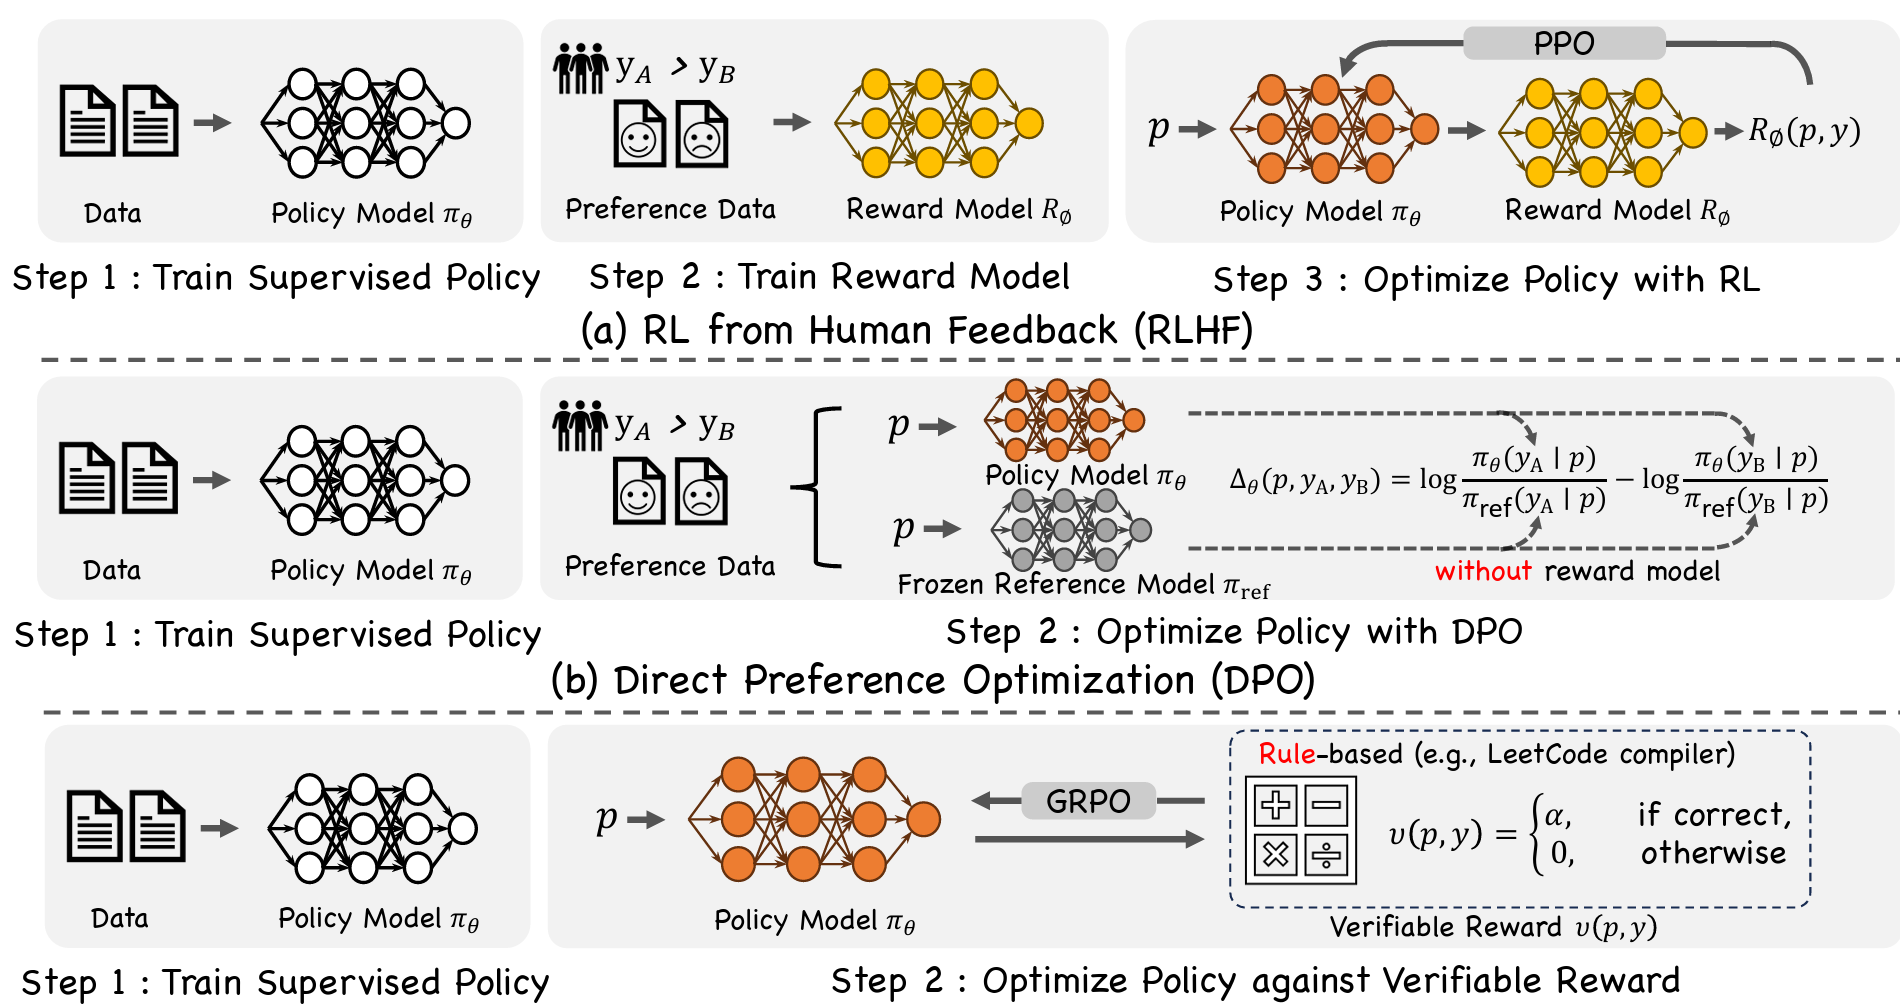 y_A > y_B
PPO
p
R_∅(p, y)
Data
Policy Model π_θ
Preference Data
Reward Model R_∅
Policy Model π_θ
Reward Model R_∅
Step 1 : Train Supervised Policy
Step 2 : Train Reward Model
Step 3 : Optimize Policy with RL
(a) RL from Human Feedback (RLHF)
y_A > y_B
p
Policy Model π_θ
Δ_θ(p, y_A, y_B) = log π_θ(y_A | p) / π_ref(y_A | p) − log π_θ(y_B | p) / π_ref(y_B | p)
p
Data
Policy Model π_θ
Preference Data
Frozen Reference Model π_ref
without reward model
Step 1 : Train Supervised Policy
Step 2 : Optimize Policy with DPO
(b) Direct Preference Optimization (DPO)
Rule-based (e.g., LeetCode compiler)
p
GRPO
υ(p, y) = { α, if correct,
0, otherwise
Data
Policy Model π_θ
Policy Model π_θ
Verifiable Reward υ(p, y)
Step 1 : Train Supervised Policy
Step 2 : Optimize Policy against Verifiable Reward